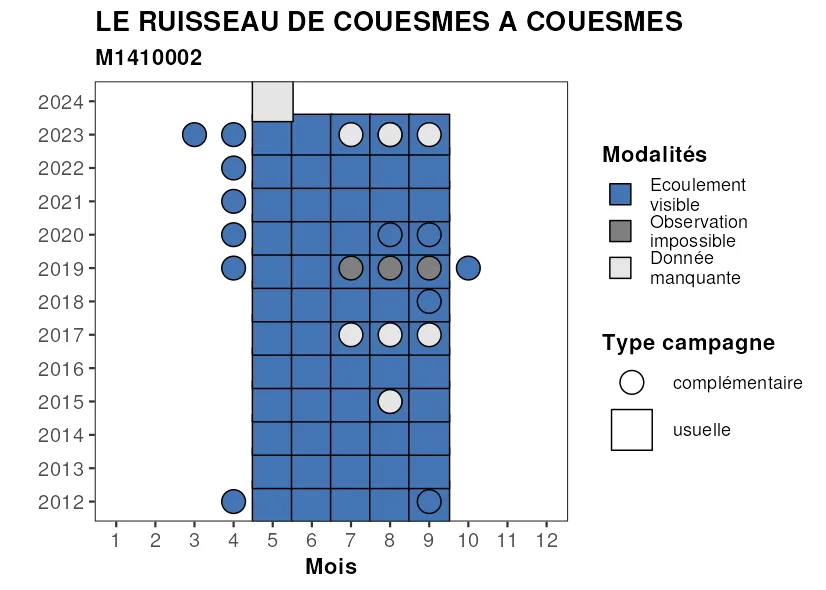 LE RUISSEAU DE COUESMES A COUESMES
M1410002
2024
2023
2022
2021
2020
2019
2018
2017
2016
2015
2014
2013
2012
1 2 3 4 5 6 7 8 9 10 11 12
Mois
Modalités
Ecoulement
visible
Observation
impossible
Donnée
manquante
Type campagne
complémentaire
usuelle